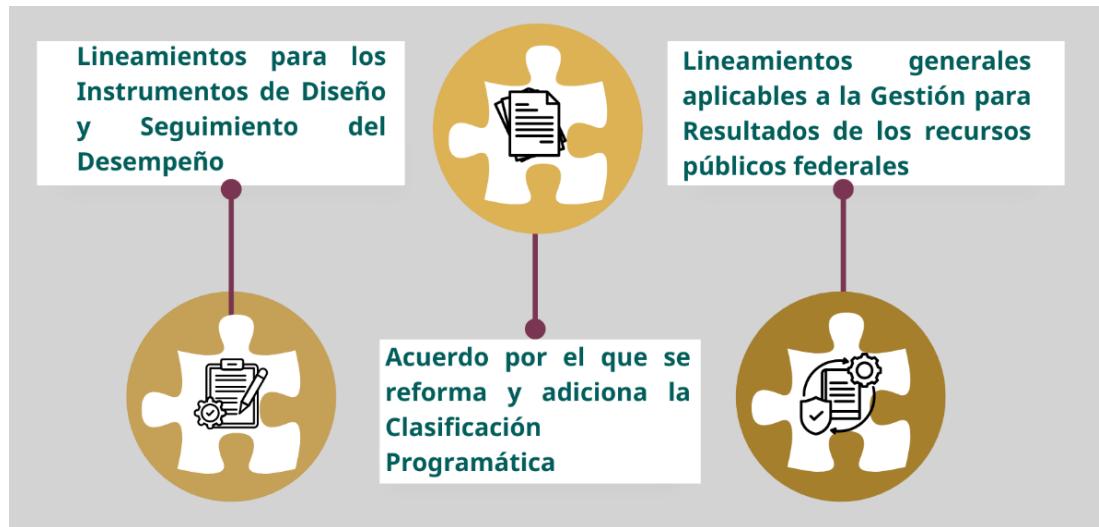 Lineamientos para los
Instrumentos de Diseño
y Seguimiento del
Desempeño
Acuerdo por el que se
reforma y adiciona la
Clasificación
Programática
Lineamientos generales
aplicables a la Gestión para
Resultados de los recursos
públicos federales